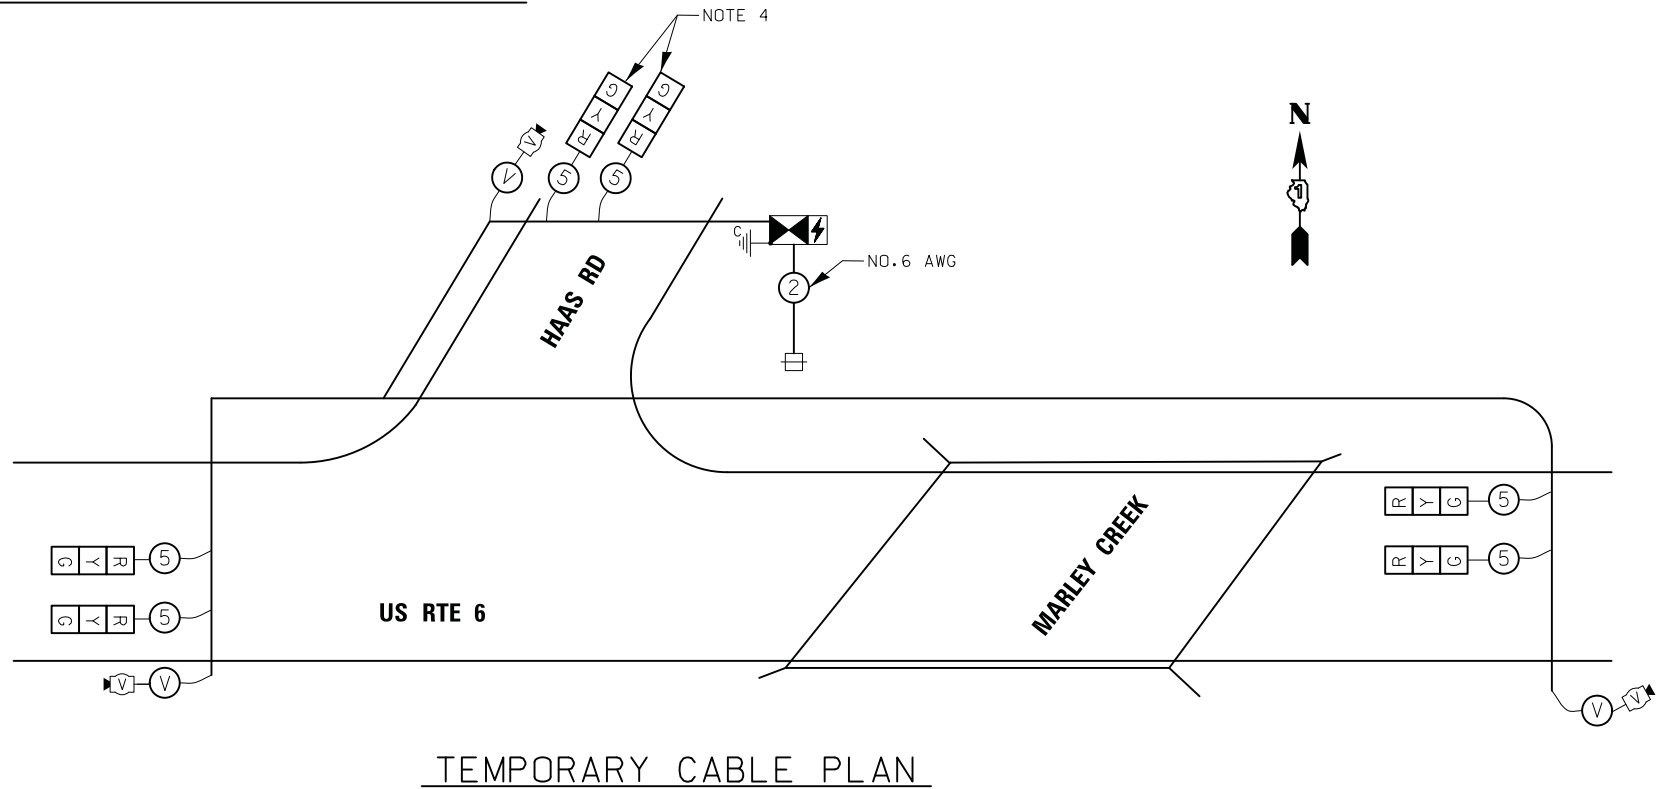 NOTE 4
G
G
Y
Y
R
R
V
V
5
5
N
1
C
NO.6 AWG
2
HAAS RD
R Y G 5
G Y R 5
R Y G 5
G Y R 5
US RTE 6
MARLEY CREEK
V V
V V
TEMPORARY CABLE PLAN